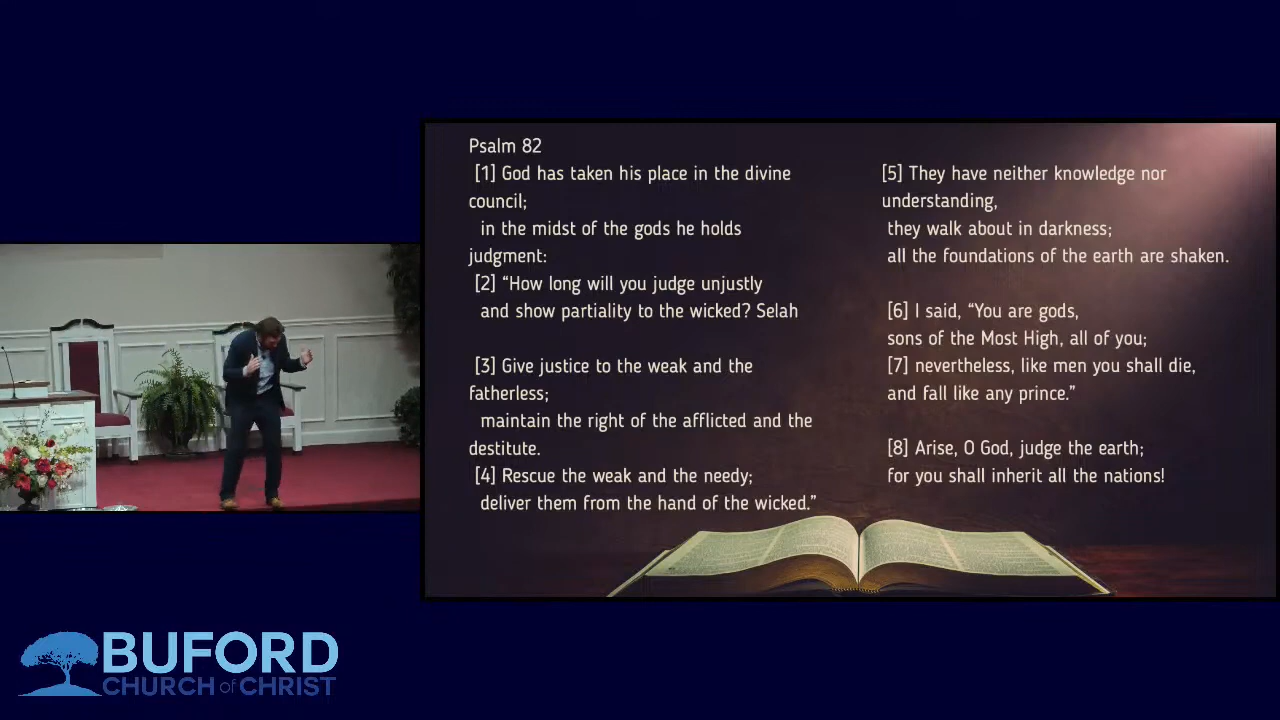 Psalm 82
[1] God has taken his place in the divine
council;
in the midst of the gods he holds
judgment:
[2] “How long will you judge unjustly
and show partiality to the wicked? Selah
[3] Give justice to the weak and the
fatherless;
maintain the right of the afflicted and the
destitute.
[4] Rescue the weak and the needy;
deliver them from the hand of the wicked.”
[5] They have neither knowledge nor
understanding,
they walk about in darkness;
all the foundations of the earth are shaken.
[6] I said, “You are gods,
sons of the Most High, all of you;
[7] nevertheless, like men you shall die,
and fall like any prince.”
[8] Arise, O God, judge the earth;
for you shall inherit all the nations!
BUFORD
CHURCH of CHRIST